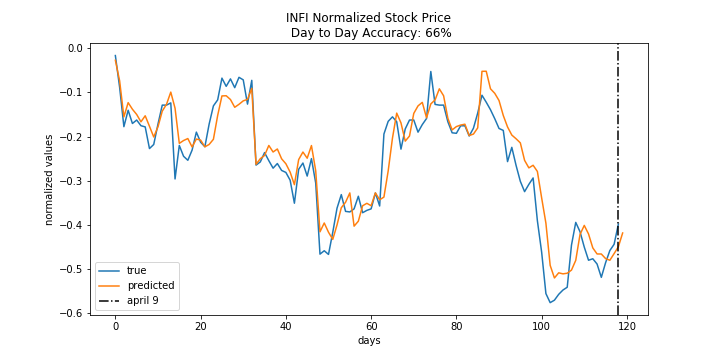 INFI Normalized Stock Price
Day to Day Accuracy: 66%
normalized values
0.0
−0.1
−0.2
−0.3
−0.4
−0.5
−0.6
true
predicted
april 9
0
20
40
60
80
100
120
days